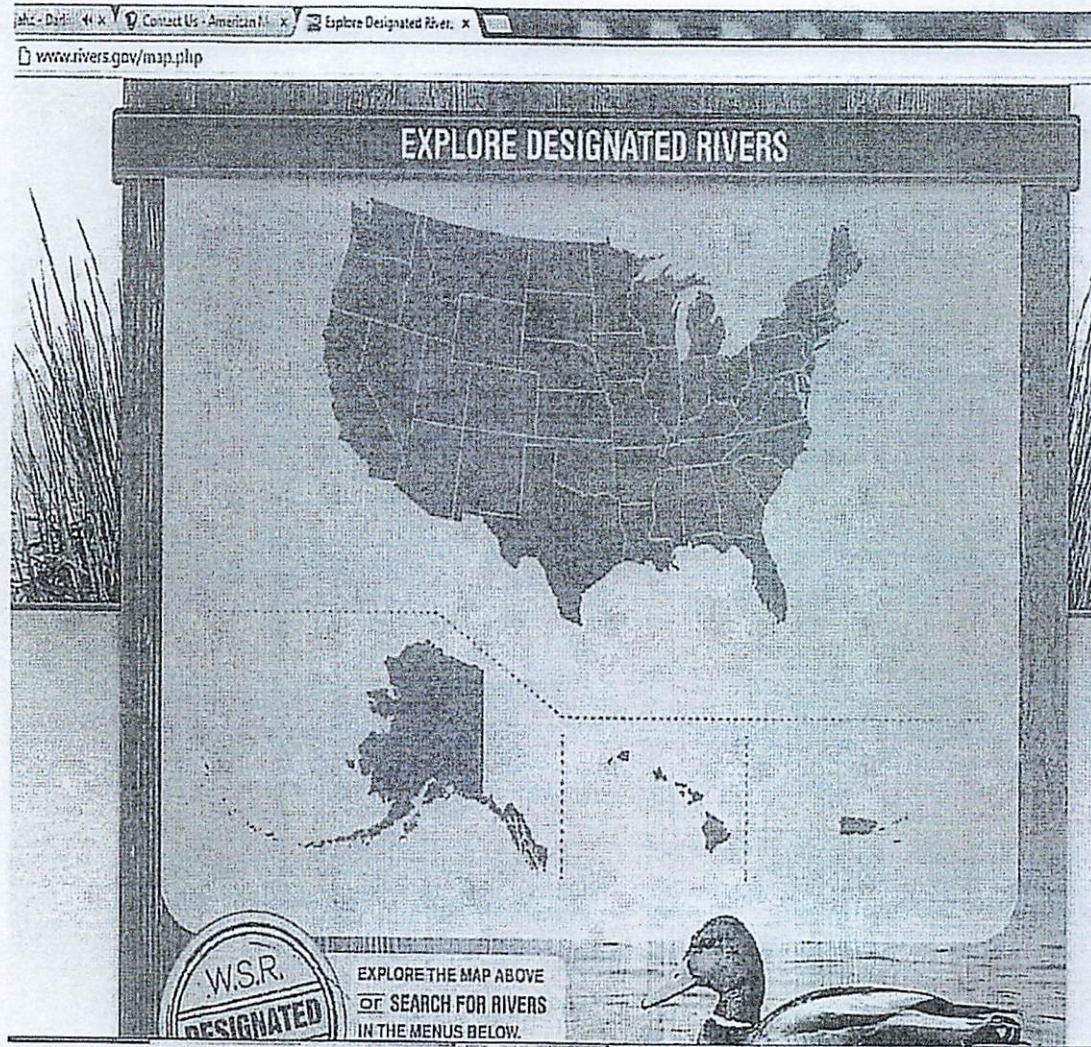 Contact Us - American
Explore Designated River:
www.rivers.gov/map.php
EXPLORE DESIGNATED RIVERS
W.S.R.
DESIGNATED
EXPLORE THE MAP ABOVE
or SEARCH FOR RIVERS
IN THE MENUS BELOW.